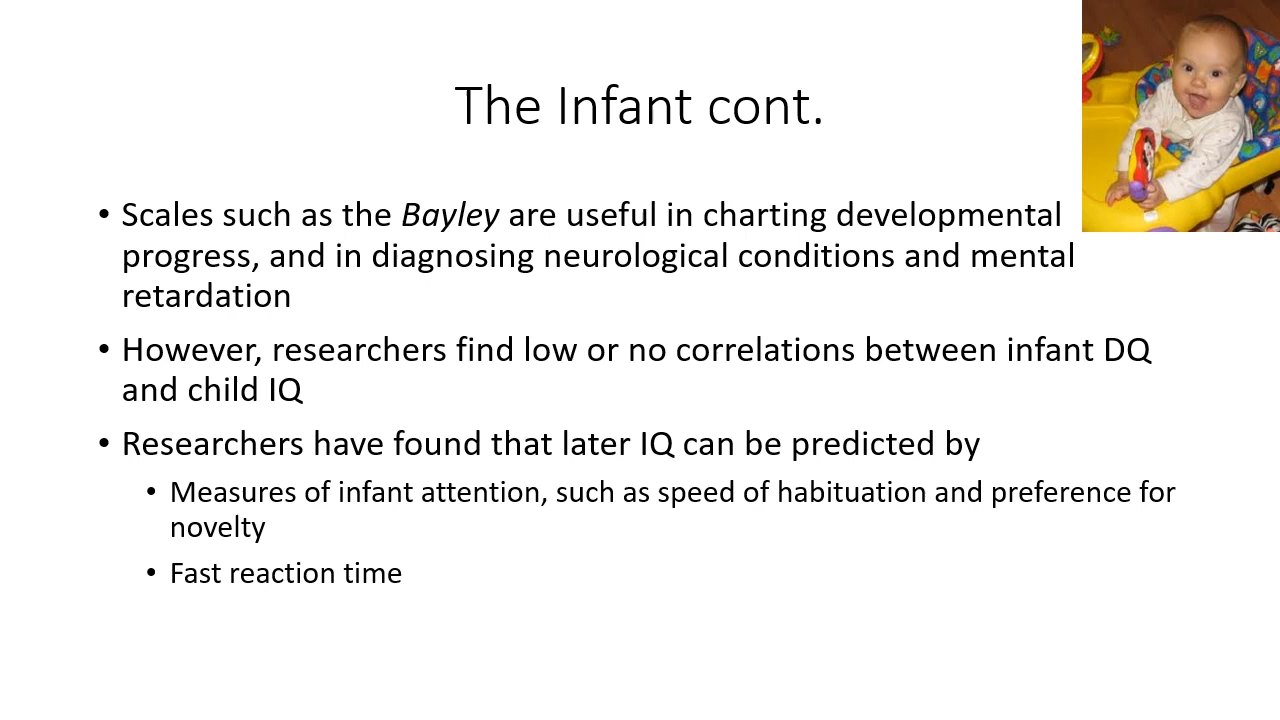 The Infant cont.
• Scales such as the Bayley are useful in charting developmental
progress, and in diagnosing neurological conditions and mental
retardation
• However, researchers find low or no correlations between infant DQ
and child IQ
• Researchers have found that later IQ can be predicted by
• Measures of infant attention, such as speed of habituation and preference for
novelty
• Fast reaction time